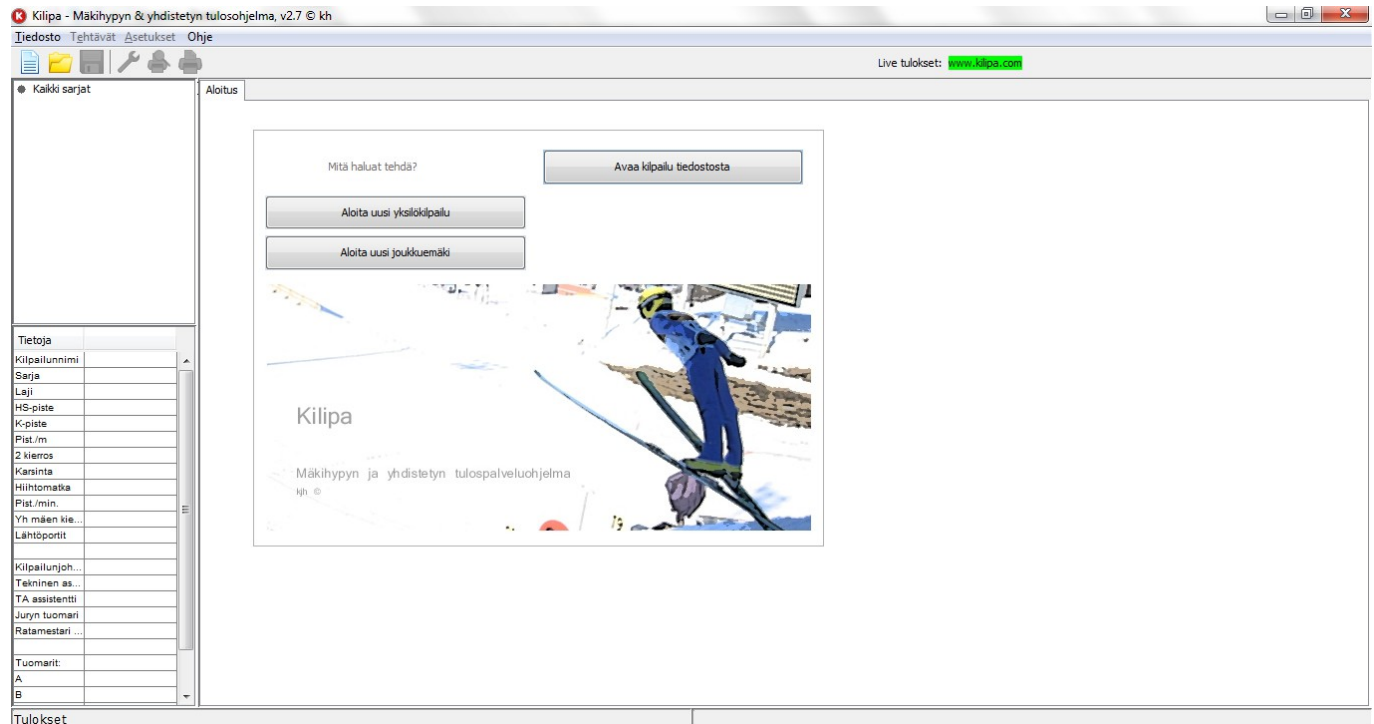 Kilipa - Mäkihypyn & yhdistetyn tulosohjelma, v2.7 © kh
Tiedosto Tehtävät Asetukset Ohje
Live tulokset: www.kilpa.com
Kaikki sarjat
Aloitus
Mitä haluat tehdä?
Avaa kilpailu tiedostosta
Aloita uusi yksilökilpailu
Aloita uusi joukkuemäki
Kilipa
Mäkihypyn ja yhdistetyn tulospalveluohjelma
kjh ©
Tietoja
Kilpailunnimi
Sarja
Laji
HS-piste
K-piste
Pist./m
2 kierros
Karsinta
Hiihtomatka
Pist./min.
Yh mäen kie...
Lähtöportit
Kilpailunjoh...
Tekninen as...
TA assistentti
Juryn tuomari
Ratamestari ...
Tuomarit:
A
B
Tulokset